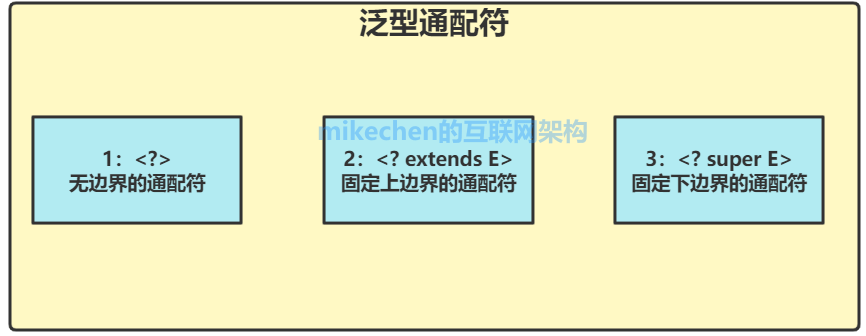 泛型通配符
mikechen的互联网架构
1：<?>
无边界的通配符
2：<? extends E>
固定上边界的通配符
3：<? super E>
固定下边界的通配符